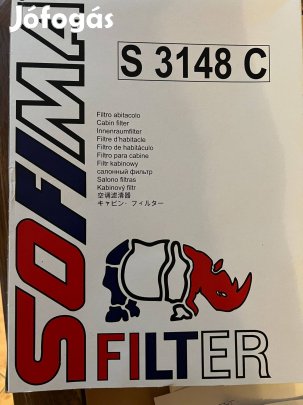 Jófogás
S 3148 C
SOFIMA
Filtro abitacolo
Cabin filter
Innenraumfilter
Filtre d'habitacle
Filtro de habitáculo
Filtro para cabine
Filtr kabinowy
салонный фильтр
Salono filtras
Kabinový filtr
空调滤清器
キャビン・フィルター
FILTER